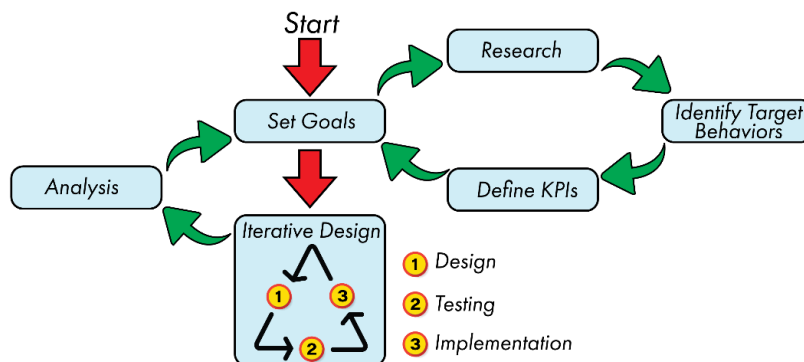 Start
Research
Set Goals
Identify Target
Behaviors
Analysis
Define KPIs
Iterative Design
1
3
2
1 Design
2 Testing
3 Implementation